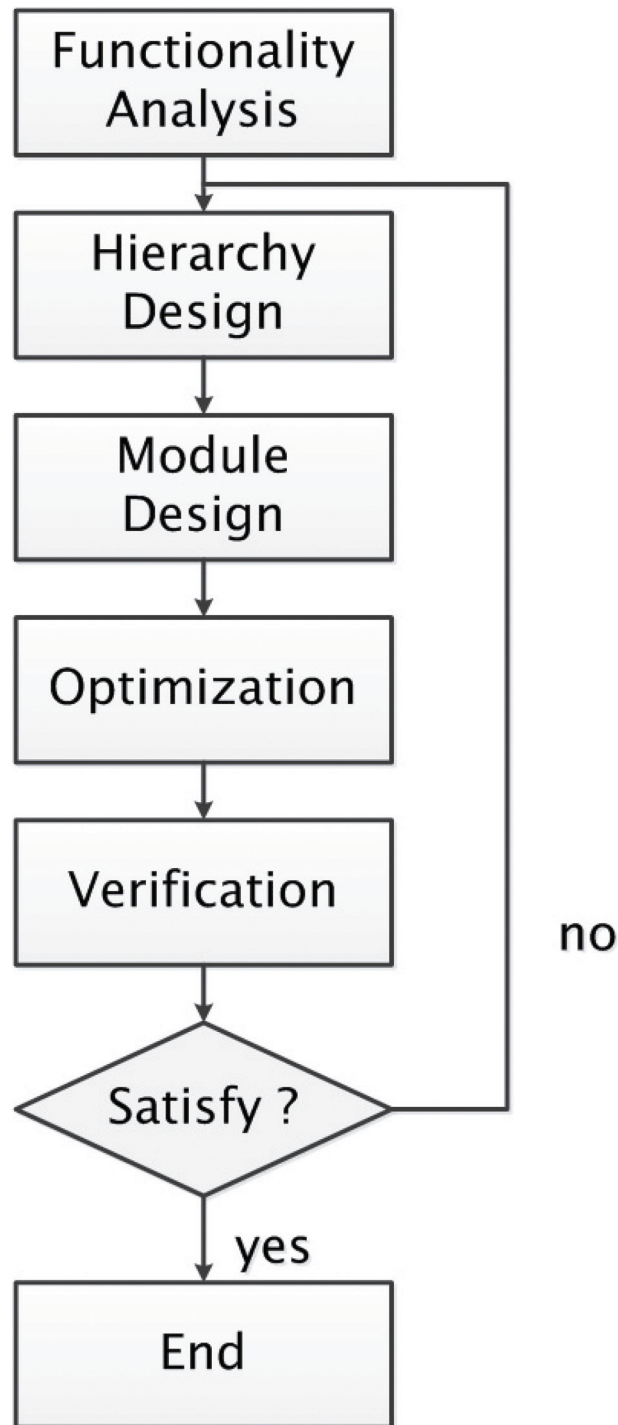 Functionality
Analysis
Hierarchy
Design
Module
Design
Optimization
Verification
no
Satisfy ?
yes
End